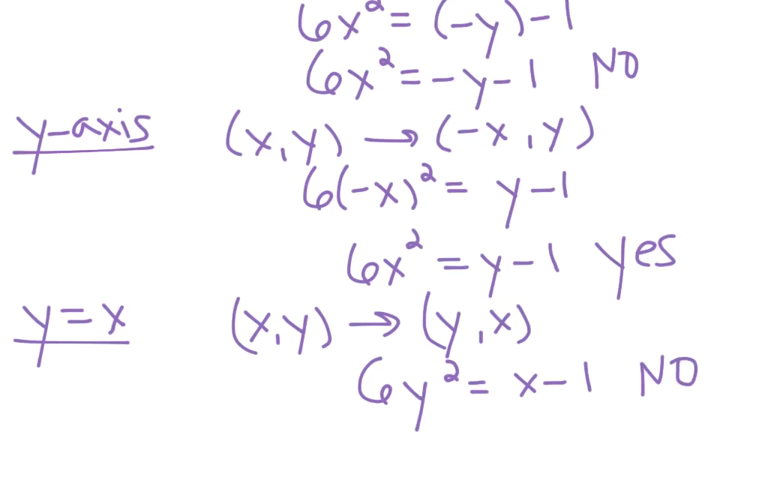 6x² = (-y)-1
6x² = -y-1 NO
y-axis (x,y) → (-x,y)
6(-x)² = y-1
6x² = y-1 yes
y=x (x,y) → (y,x)
6y² = x-1 NO